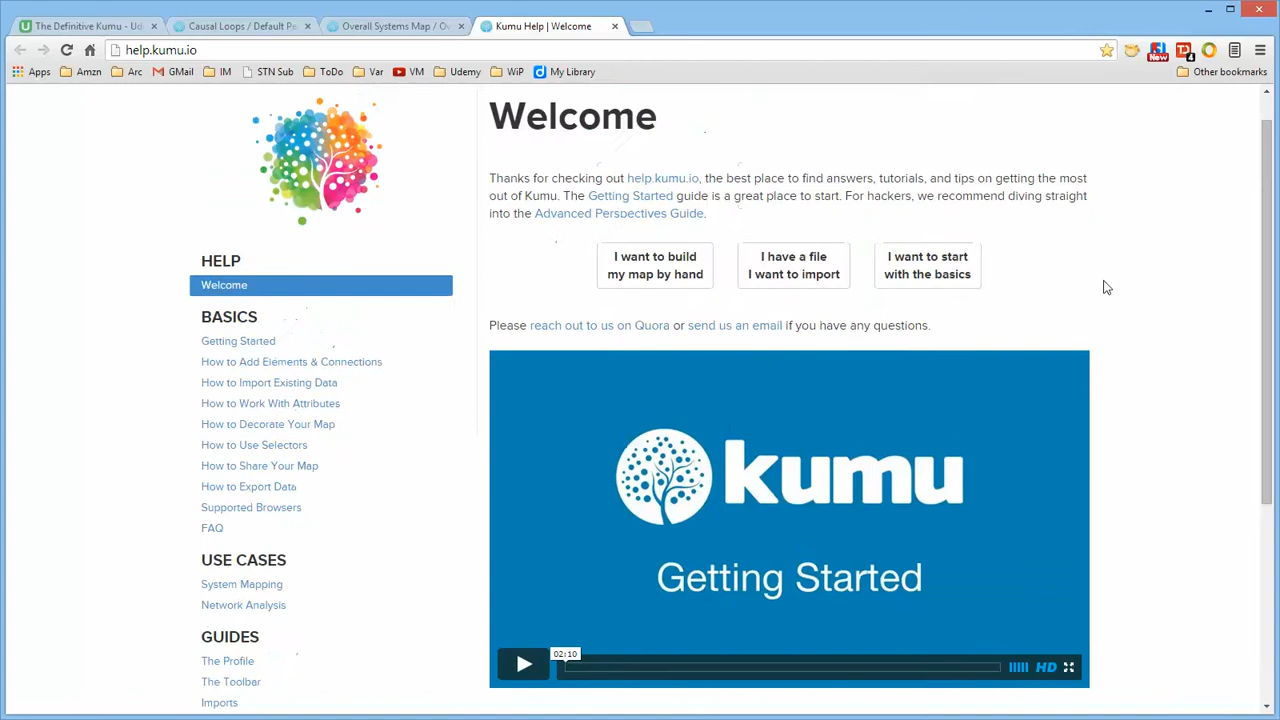 The Definitive Kumu - Ud
Causal Loops / Default Pe
Overall Systems Map / Ov
Kumu Help | Welcome
help.kumu.io
Apps Amzn Arc GMail IM STN Sub ToDo Var VM Udemy WiP My Library Other bookmarks
New
4
Welcome
Thanks for checking out help.kumu.io, the best place to find answers, tutorials, and tips on getting the most
out of Kumu. The Getting Started guide is a great place to start. For hackers, we recommend diving straight
into the Advanced Perspectives Guide.
I want to build
my map by hand
I have a file
I want to import
I want to start
with the basics
Please reach out to us on Quora or send us an email if you have any questions.
HELP
Welcome
BASICS
Getting Started
How to Add Elements & Connections
How to Import Existing Data
How to Work With Attributes
How to Decorate Your Map
How to Use Selectors
How to Share Your Map
How to Export Data
Supported Browsers
FAQ
USE CASES
System Mapping
Network Analysis
GUIDES
The Profile
The Toolbar
Imports
kumu
Getting Started
02:10
HD